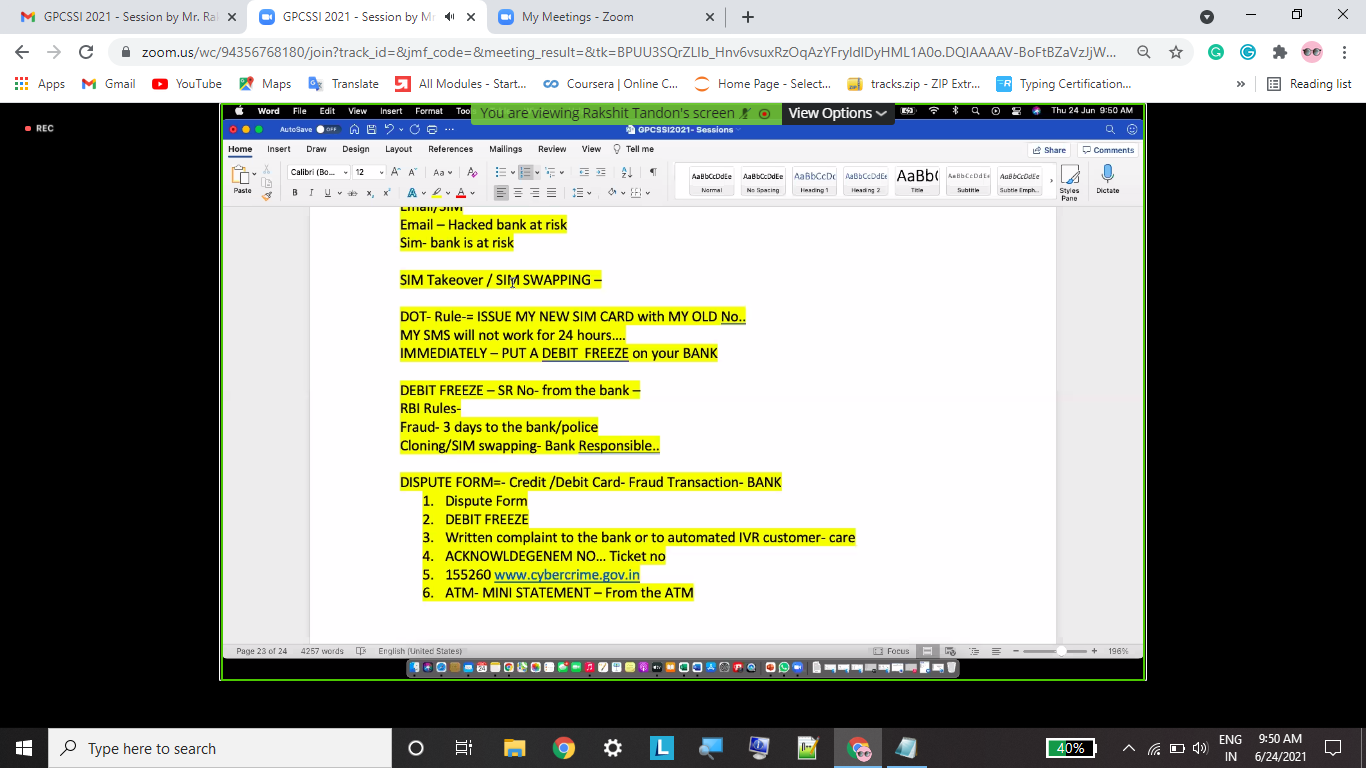 GPCSSI 2021 - Session by Mr. Ra
GPCSSI 2021 - Session by Mr
My Meetings - Zoom
zoom.us/wc/94356768180/join?track_id=&jmf_code=&meeting_result=&tk=BPUU3SQrZLIb_Hnv6vsuxRzOqAzYFryIdIDyHML1A0o.DQIAAAAV-BoFtBZaVzJjW...
Apps Gmail YouTube Maps Translate All Modules - Start... Coursera | Online C... Home Page - Select... tracks.zip - ZIP Extr... Typing Certification... » Reading list
REC
Word File Edit View Insert Format Too
You are viewing Rakshit Tandon's screen
View Options
Thu 24 Jun 9:50 AM
AutoSave OFF
GPCSSI2021- Sessions
Home Insert Draw Design Layout References Mailings Review View Tell me
Share Comments
Paste
Calibri (Bo... 12
AaBbCcDdEe Normal
AaBbCcDdEe No Spacing
AaBbCcDc Heading 1
AaBbCcDdEe Heading 2
AaBbC Title
AaBbCcDdEe Subtitle
AaBbCcDdEe Subtle Emph...
Styles Pane
Dictate
Email/SIM
Email – Hacked bank at risk
Sim- bank is at risk
SIM Takeover / SIM SWAPPING –
DOT- Rule-= ISSUE MY NEW SIM CARD with MY OLD No..
MY SMS will not work for 24 hours....
IMMEDIATELY – PUT A DEBIT FREEZE on your BANK
DEBIT FREEZE – SR No- from the bank –
RBI Rules-
Fraud- 3 days to the bank/police
Cloning/SIM swapping- Bank Responsible..
DISPUTE FORM=- Credit /Debit Card- Fraud Transaction- BANK
1. Dispute Form
2. DEBIT FREEZE
3. Written complaint to the bank or to automated IVR customer- care
4. ACKNOWLDEGENEM NO... Ticket no
5. 155260 www.cybercrime.gov.in
6. ATM- MINI STATEMENT – From the ATM
Page 23 of 24 4257 words English (United States)
Focus 196%
Type here to search
40%
ENG
IN
9:50 AM
6/24/2021